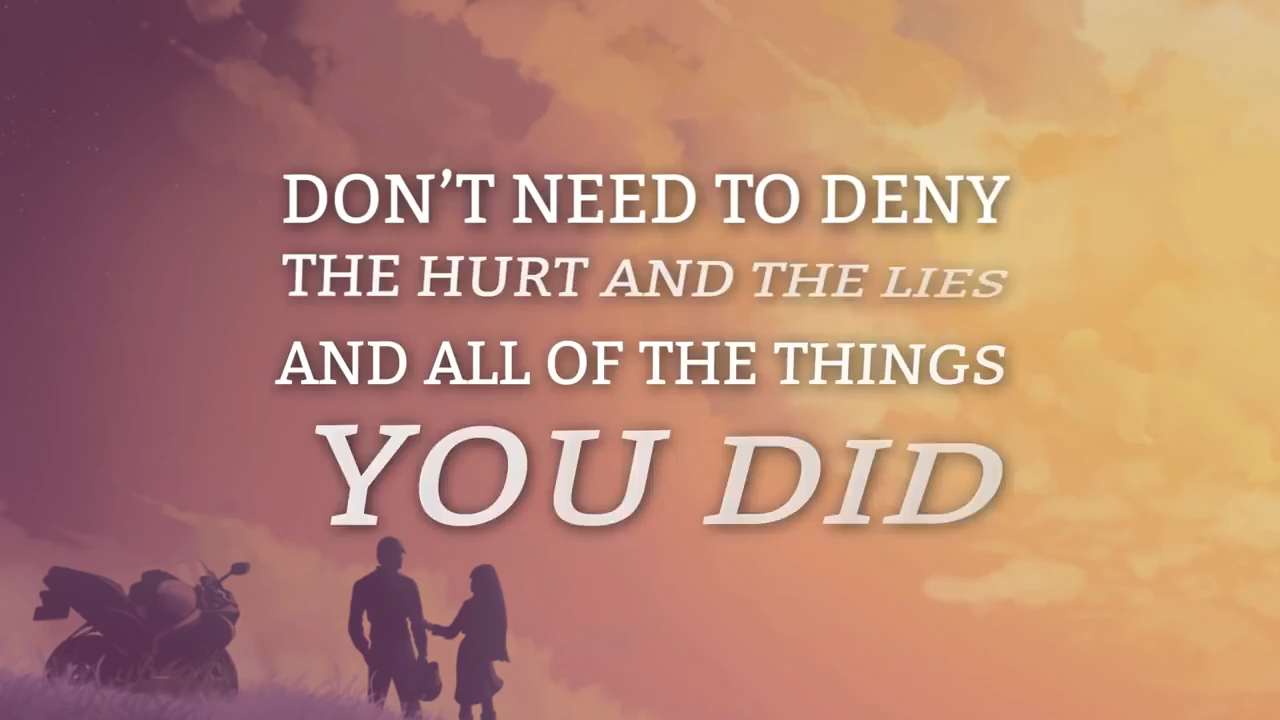 DON’T NEED TO DENY
THE HURT AND THE LIES
AND ALL OF THE THINGS
YOU DID